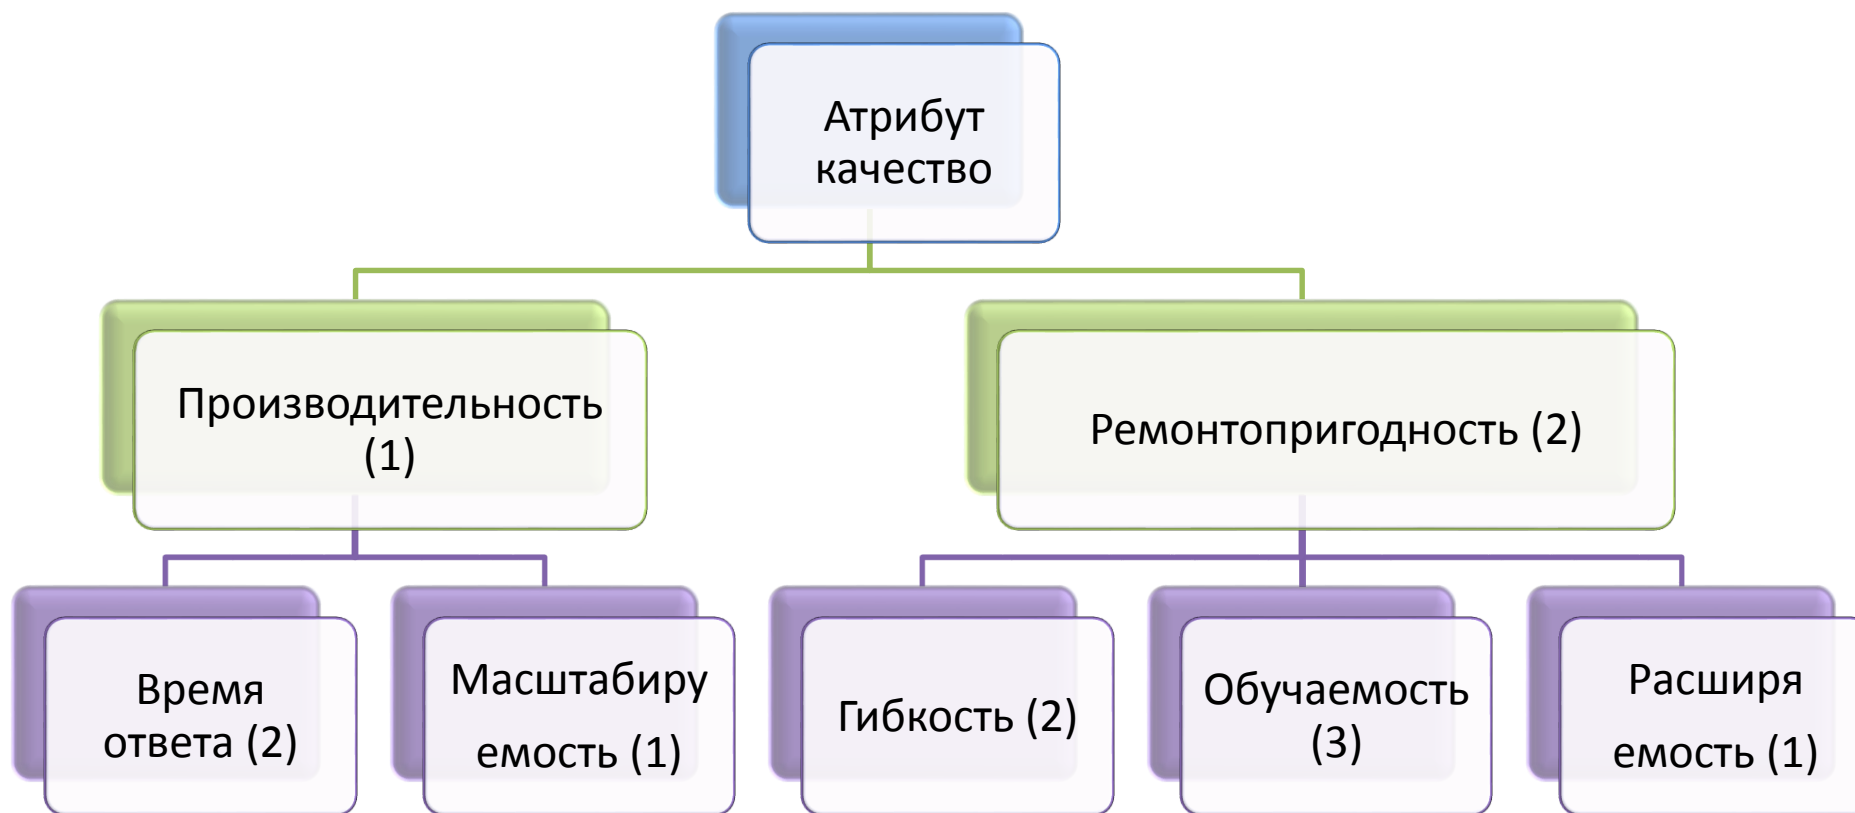 Атрибут
качество
Производительность
(1)
Ремонтопригодность (2)
Время
ответа (2)
Масштабиру
емость (1)
Гибкость (2)
Обучаемость
(3)
Расширя
емость (1)